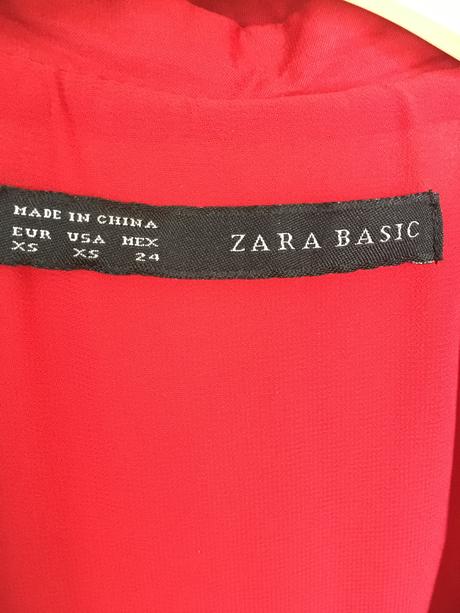 MADE IN CHINA
EUR USA MEX
XS XS 24
ZARA BASIC